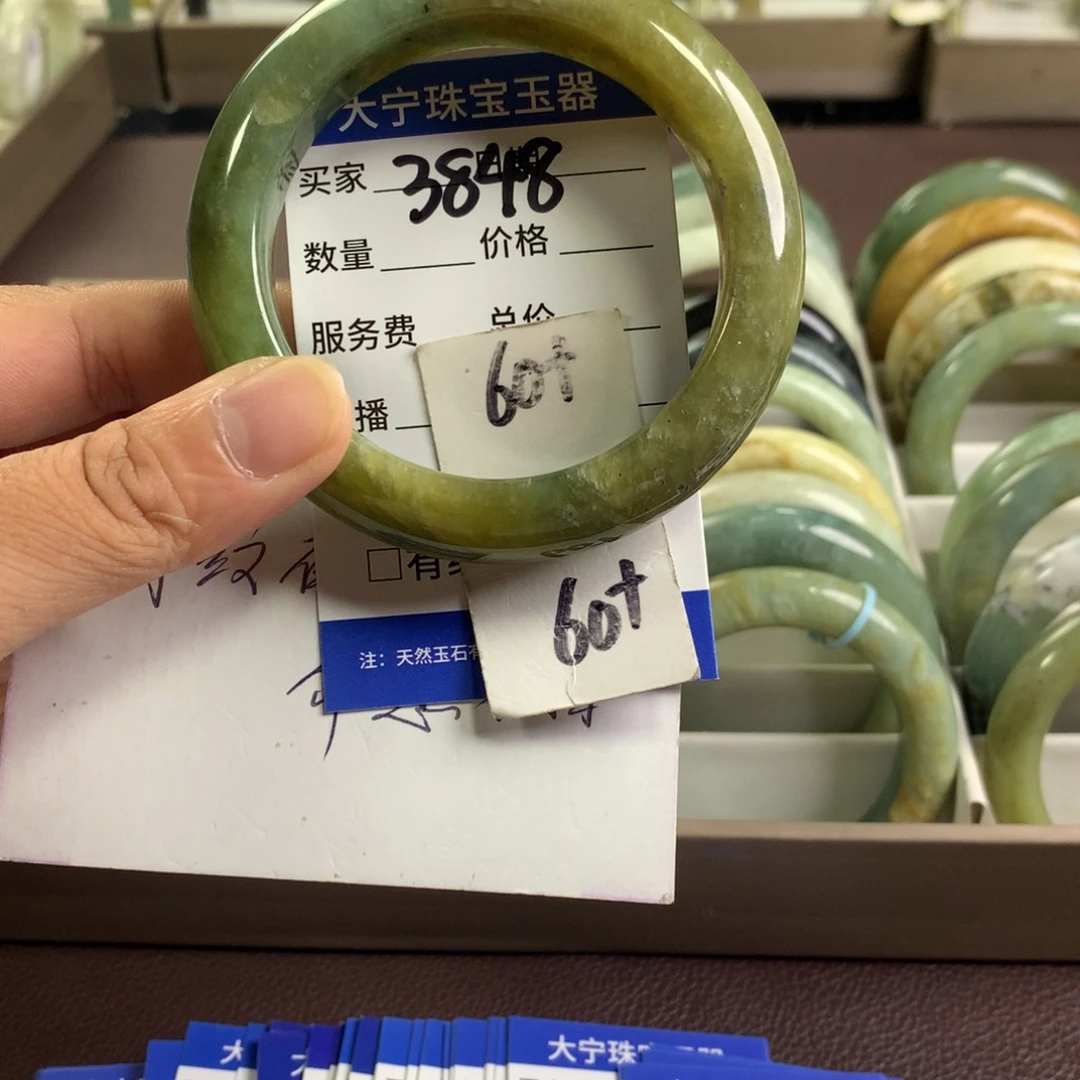 大宁珠宝玉器
买家 3848
数量 价格
服务费 总价
播
60+
□有
60+
注：天然玉石有
大宁珠